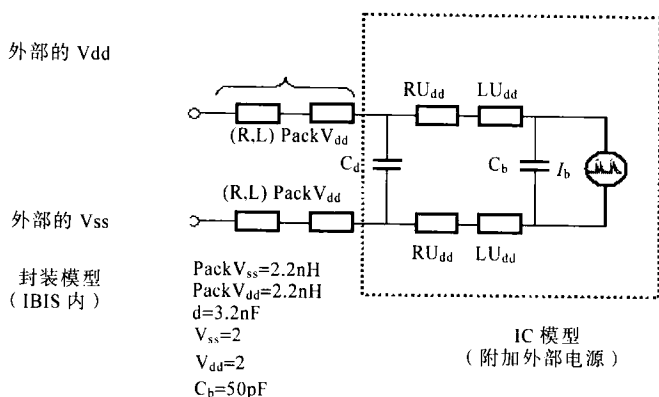 外部的 Vdd
(R,L) PackVdd
RUdd
LUdd
Cd
Cb
Ib
(R,L) PackVdd
外部的 Vss
RUdd
LUdd
封装模型
（IBIS 内）
PackVss=2.2nH
PackVdd=2.2nH
d=3.2nF
Vss=2
Vdd=2
Cb=50pF
IC 模型
（附加外部电源）